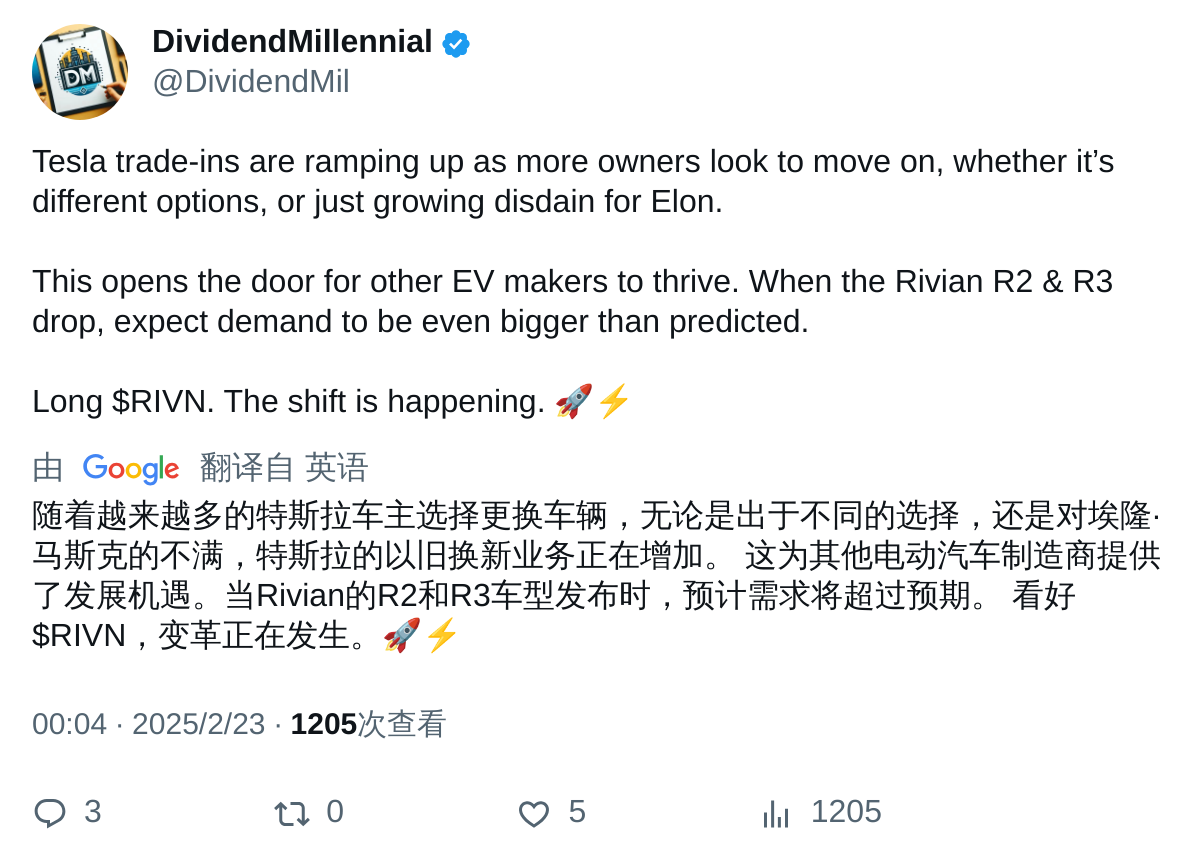 DividendMillennial
@DividendMil
DM
Tesla trade-ins are ramping up as more owners look to move on, whether it’s
different options, or just growing disdain for Elon.
This opens the door for other EV makers to thrive. When the Rivian R2 & R3
drop, expect demand to be even bigger than predicted.
Long $RIVN. The shift is happening. 🚀⚡
由 Google 翻译自 英语
随着越来越多的特斯拉车主选择更换车辆，无论是出于不同的选择，还是对埃隆·
马斯克的不满，特斯拉的以旧换新业务正在增加。 这为其他电动汽车制造商提供
了发展机遇。当Rivian的R2和R3车型发布时，预计需求将超过预期。 看好
$RIVN，变革正在发生。🚀⚡
00:04 · 2025/2/23 · 1205次查看
3 0 5 1205